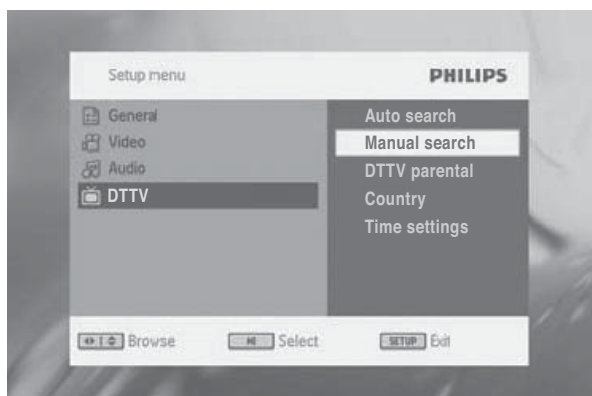 Setup menu PHILIPS
General
Video
Audio
DTTV
Auto search
Manual search
DTTV parental
Country
Time settings
Browse Select SETUP Exit